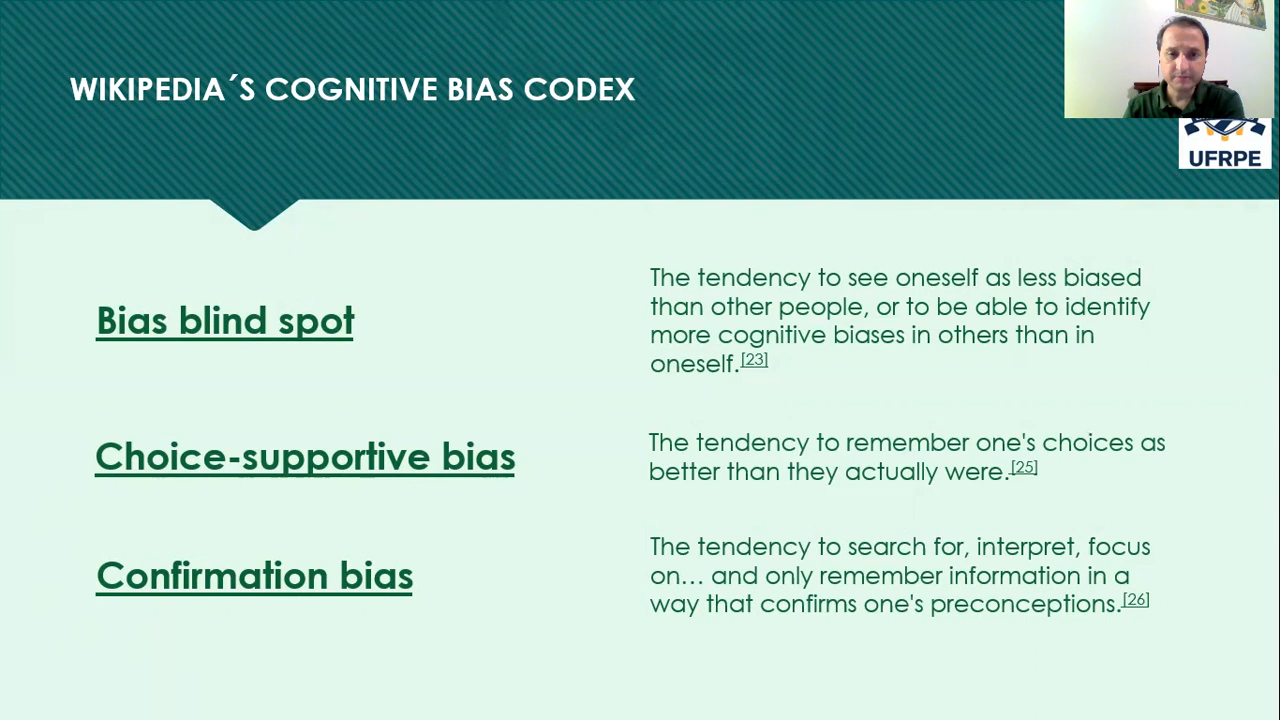 WIKIPEDIA´S COGNITIVE BIAS CODEX
UFRPE
Bias blind spot
The tendency to see oneself as less biased
than other people, or to be able to identify
more cognitive biases in others than in
oneself.[23]
Choice-supportive bias
The tendency to remember one's choices as
better than they actually were.[25]
Confirmation bias
The tendency to search for, interpret, focus
on… and only remember information in a
way that confirms one's preconceptions.[26]